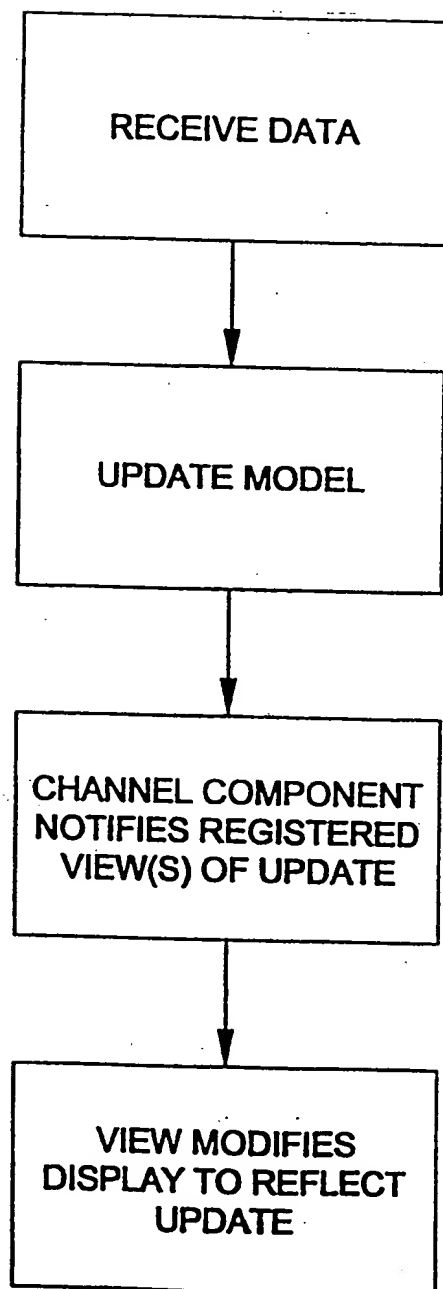 RECEIVE DATA
UPDATE MODEL
CHANNEL COMPONENT
NOTIFIES REGISTERED
VIEW(S) OF UPDATE
VIEW MODIFIES
DISPLAY TO REFLECT
UPDATE